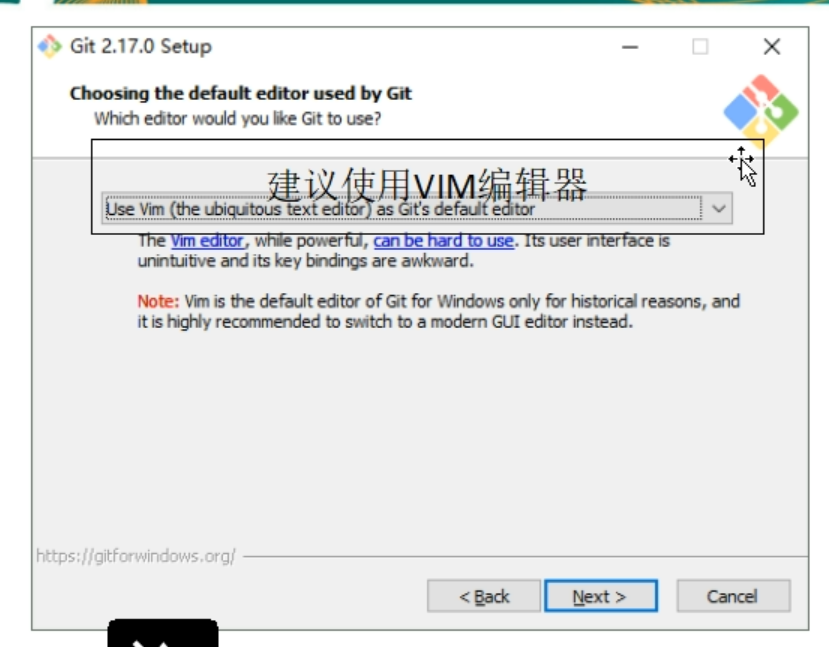 Git 2.17.0 Setup
Choosing the default editor used by Git
Which editor would you like Git to use?
建议使用VIM编辑器
Use Vim (the ubiquitous text editor) as Git's default editor
The Vim editor, while powerful, can be hard to use. Its user interface is
unintuitive and its key bindings are awkward.
Note: Vim is the default editor of Git for Windows only for historical reasons, and
it is highly recommended to switch to a modern GUI editor instead.
https://gitforwindows.org/
< Back
Next >
Cancel